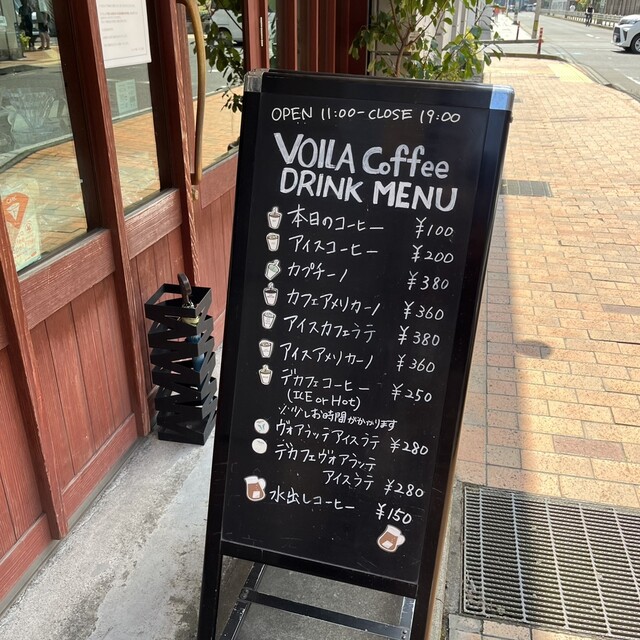 OPEN 11:00-CLOSE 19:00
VOILA Coffee
DRINK MENU
本日のコーヒー ¥100
アイスコーヒー ¥200
カプチーノ ¥380
カフェアメリカーノ ¥360
アイスカフェラテ ¥380
アイスアメリカーノ ¥360
デカフェコーヒー ¥250
(ICE or Hot)
※少しお時間がかかります
ヴォアラッテアイスラテ ¥280
デカフェヴォアラッテ
アイスラテ ¥280
水出しコーヒー ¥150